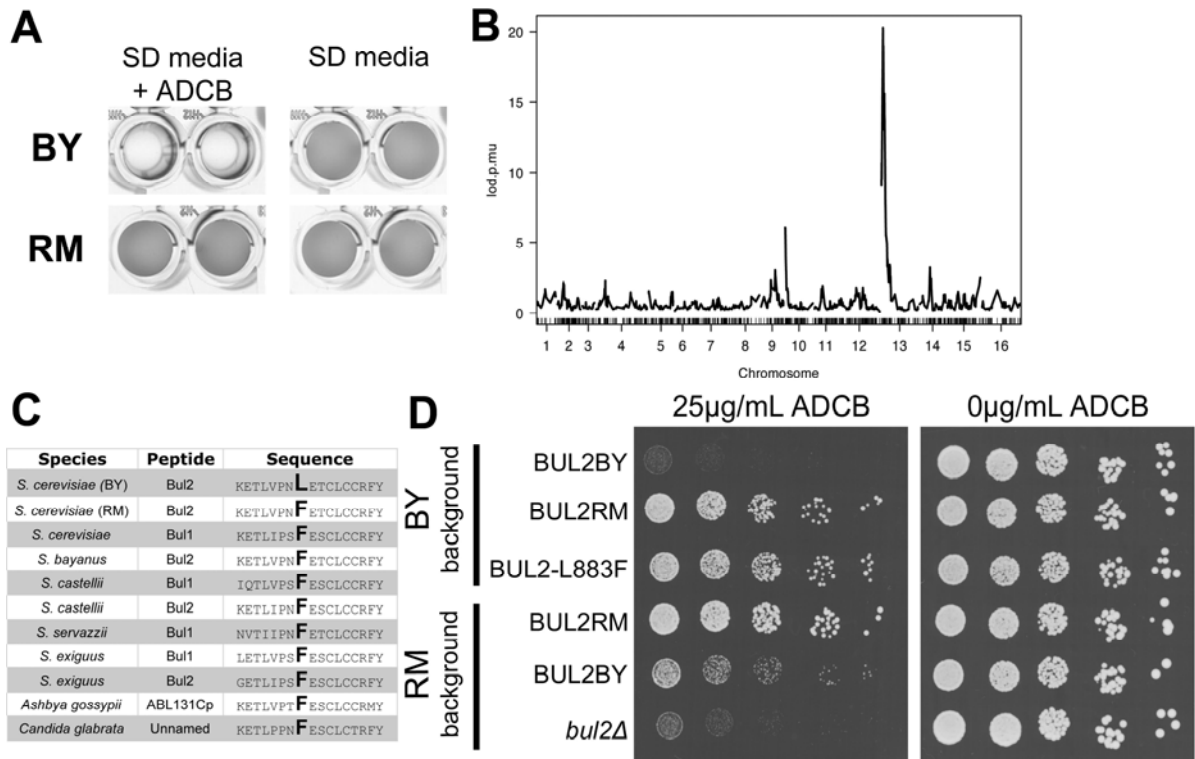 A
SD media
+ ADCB
SD media
BY
RM
B
lod.p.mu
20
15
10
5
0
1 2 3 4 5 6 7 8 9 10 11 12 13 14 15 16
Chromosome
C
Species Peptide Sequence
S. cerevisiae (BY) Bul2 KETLVPNLETCLCCRFY
S. cerevisiae (RM) Bul2 KETLVPNFETCLCCRFY
S. cerevisiae Bul1 KETLIPSFESCLCCRFY
S. bayanus Bul2 KETLVPNFETCLCCRFY
S. castellii Bul1 IQTLVPSFESCLCCRFY
S. castellii Bul2 KETLIPNFESCLCCRFY
S. servazzii Bul1 NVTIIPNFETCLCCRFY
S. exiguus Bul1 LETLVPSFESCLCCRFY
S. exiguus Bul2 GETLIPSFESCLCCRFY
Ashbya gossypii ABL131Cp KETLVPTFESCLCCRMY
Candida glabrata Unnamed KETLPPNFESCLCTRFY
D
25µg/mL ADCB 0µg/mL ADCB
BY
background
BUL2BY
BUL2RM
BUL2-L883F
RM
background
BUL2RM
BUL2BY
bul2Δ